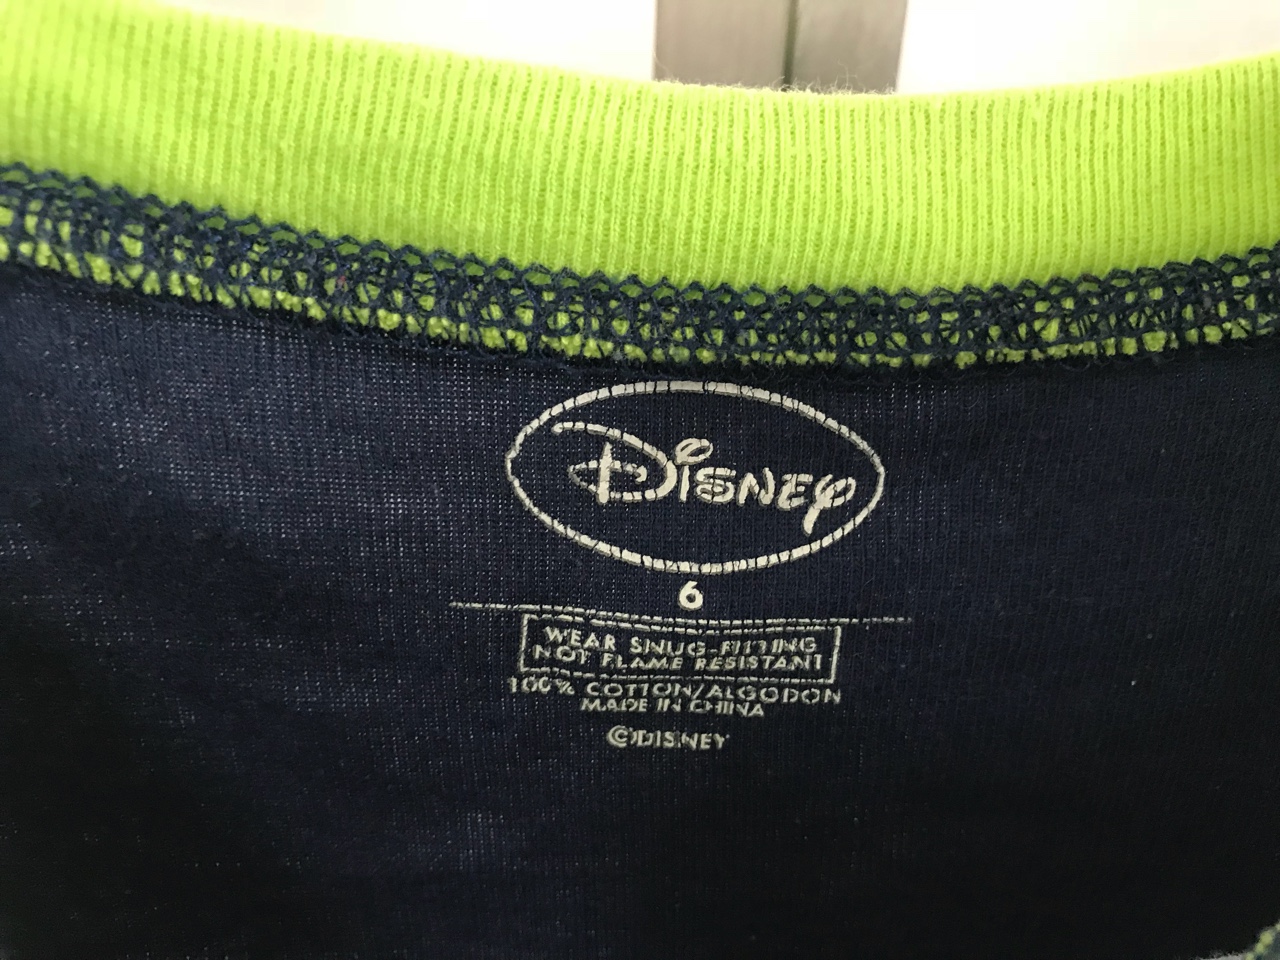 Disney
6
WEAR SNUG-FITTING
NOT FLAME RESISTANT
100% COTTON/ALGODON
MADE IN CHINA
©DISNEY